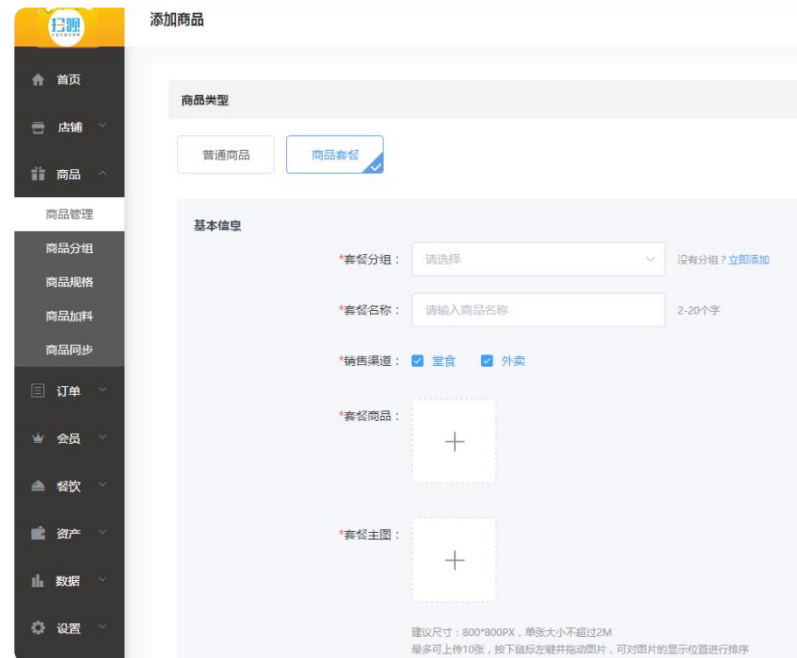 扫呗
添加商品
首页
店铺
商品
商品管理
商品分组
商品规格
商品加料
商品同步
订单
会员
餐饮
资产
数据
设置
商品类型
普通商品 商品套餐
基本信息
*套餐分组： 请选择 没有分组？立即添加
*套餐名称： 请输入商品名称 2-20个字
*销售渠道： 堂食 外卖
*套餐商品：
*套餐主图：
建议尺寸：800*800PX，单张大小不超过2M
最多可上传10张，按下鼠标左键并拖动图片，可对图片的显示位置进行排序